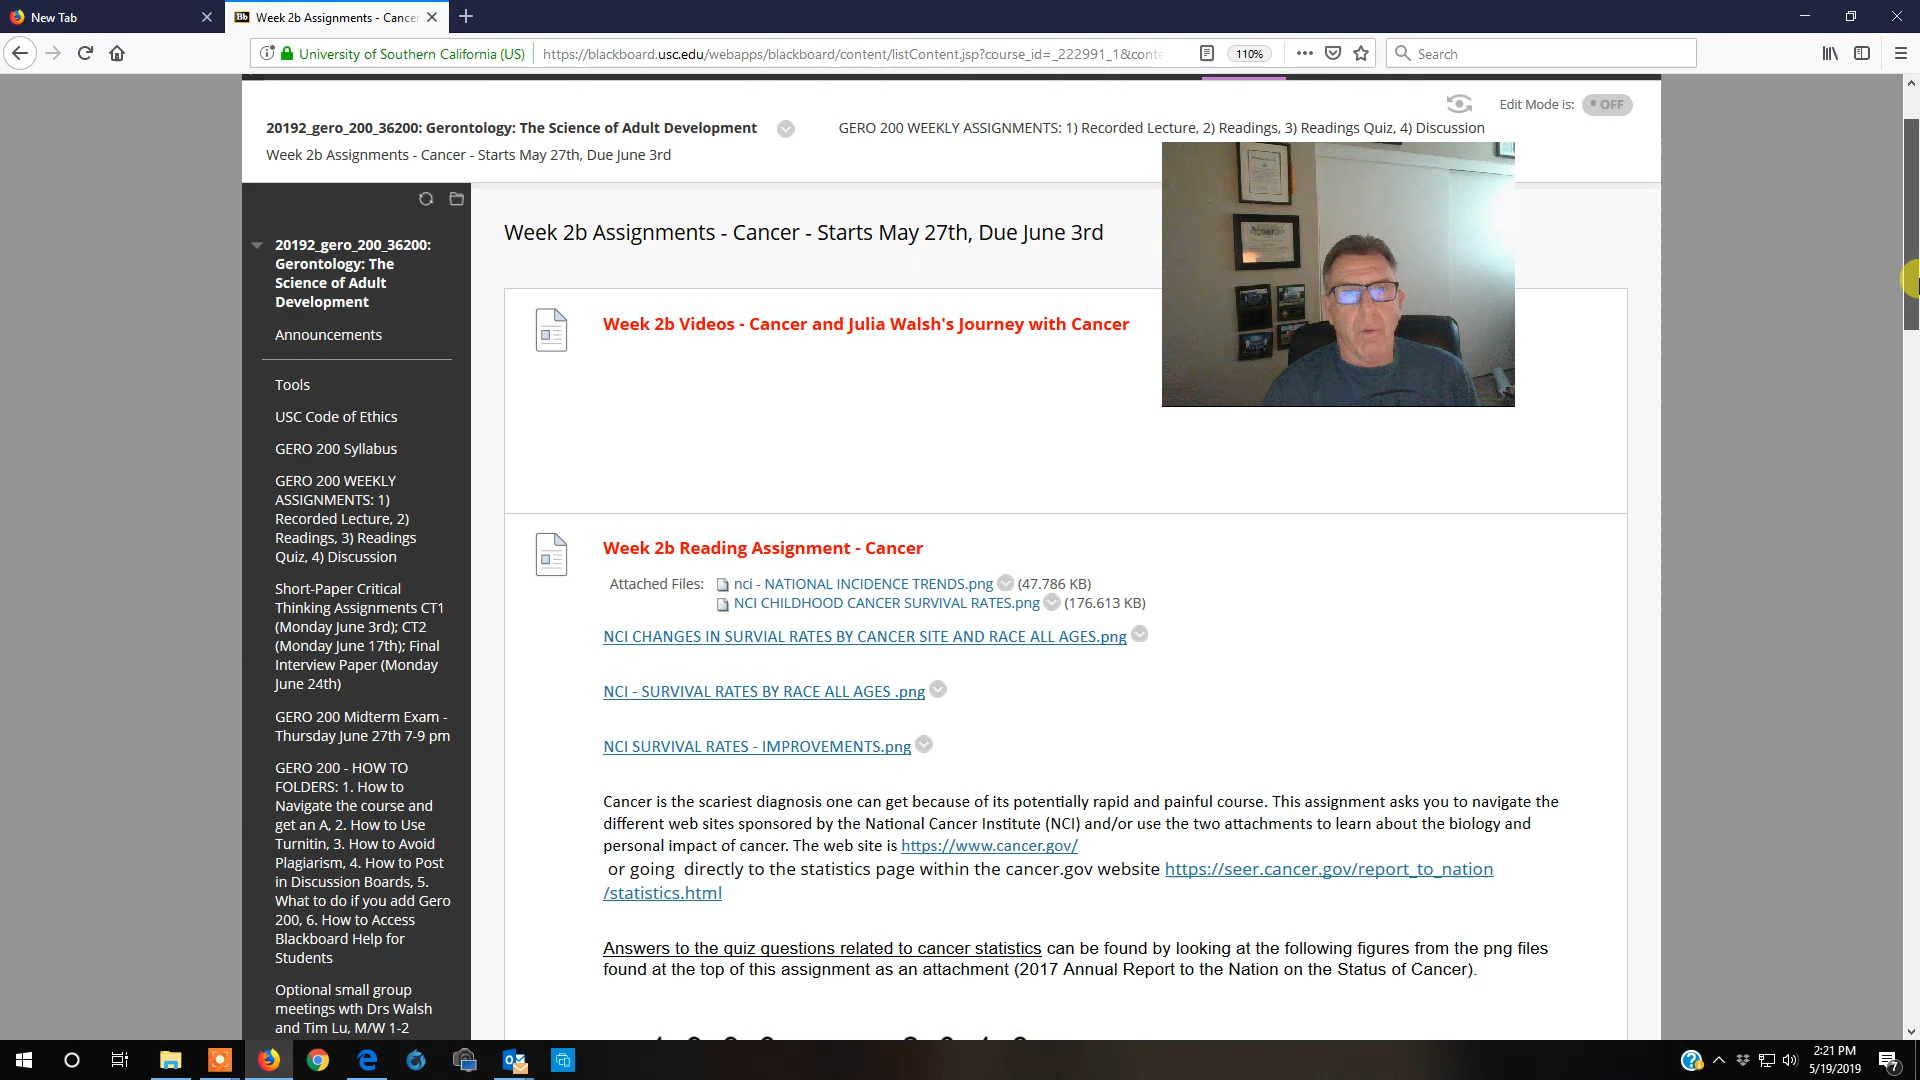 New Tab
Week 2b Assignments - Cancer
University of Southern California (US)
https://blackboard.usc.edu/webapps/blackboard/content/listContent.jsp?course_id=_222991_1&conte
110%
Search
Edit Mode is:
OFF
20192_gero_200_36200: Gerontology: The Science of Adult Development
GERO 200 WEEKLY ASSIGNMENTS: 1) Recorded Lecture, 2) Readings, 3) Readings Quiz, 4) Discussion
Week 2b Assignments - Cancer - Starts May 27th, Due June 3rd
20192_gero_200_36200:
Gerontology: The
Science of Adult
Development
Announcements
Tools
USC Code of Ethics
GERO 200 Syllabus
GERO 200 WEEKLY
ASSIGNMENTS: 1)
Recorded Lecture, 2)
Readings, 3) Readings
Quiz, 4) Discussion
Short-Paper Critical
Thinking Assignments CT1
(Monday June 3rd); CT2
(Monday June 17th); Final
Interview Paper (Monday
June 24th)
GERO 200 Midterm Exam -
Thursday June 27th 7-9 pm
GERO 200 - HOW TO
FOLDERS: 1. How to
Navigate the course and
get an A, 2. How to Use
Turnitin, 3. How to Avoid
Plagiarism, 4. How to Post
in Discussion Boards, 5.
What to do if you add Gero
200, 6. How to Access
Blackboard Help for
Students
Optional small group
meetings wth Drs Walsh
and Tim Lu, M/W 1-2
Week 2b Assignments - Cancer - Starts May 27th, Due June 3rd
Week 2b Videos - Cancer and Julia Walsh's Journey with Cancer
Week 2b Reading Assignment - Cancer
Attached Files: nci - NATIONAL INCIDENCE TRENDS.png (47.786 KB)
NCI CHILDHOOD CANCER SURVIVAL RATES.png (176.613 KB)
NCI CHANGES IN SURVIAL RATES BY CANCER SITE AND RACE ALL AGES.png
NCI - SURVIVAL RATES BY RACE ALL AGES .png
NCI SURVIVAL RATES - IMPROVEMENTS.png
Cancer is the scariest diagnosis one can get because of its potentially rapid and painful course. This assignment asks you to navigate the
different web sites sponsored by the National Cancer Institute (NCI) and/or use the two attachments to learn about the biology and
personal impact of cancer. The web site is https://www.cancer.gov/
or going directly to the statistics page within the cancer.gov website https://seer.cancer.gov/report_to_nation
/statistics.html
Answers to the quiz questions related to cancer statistics can be found by looking at the following figures from the png files
found at the top of this assignment as an attachment (2017 Annual Report to the Nation on the Status of Cancer).
2:21 PM
5/19/2019
7